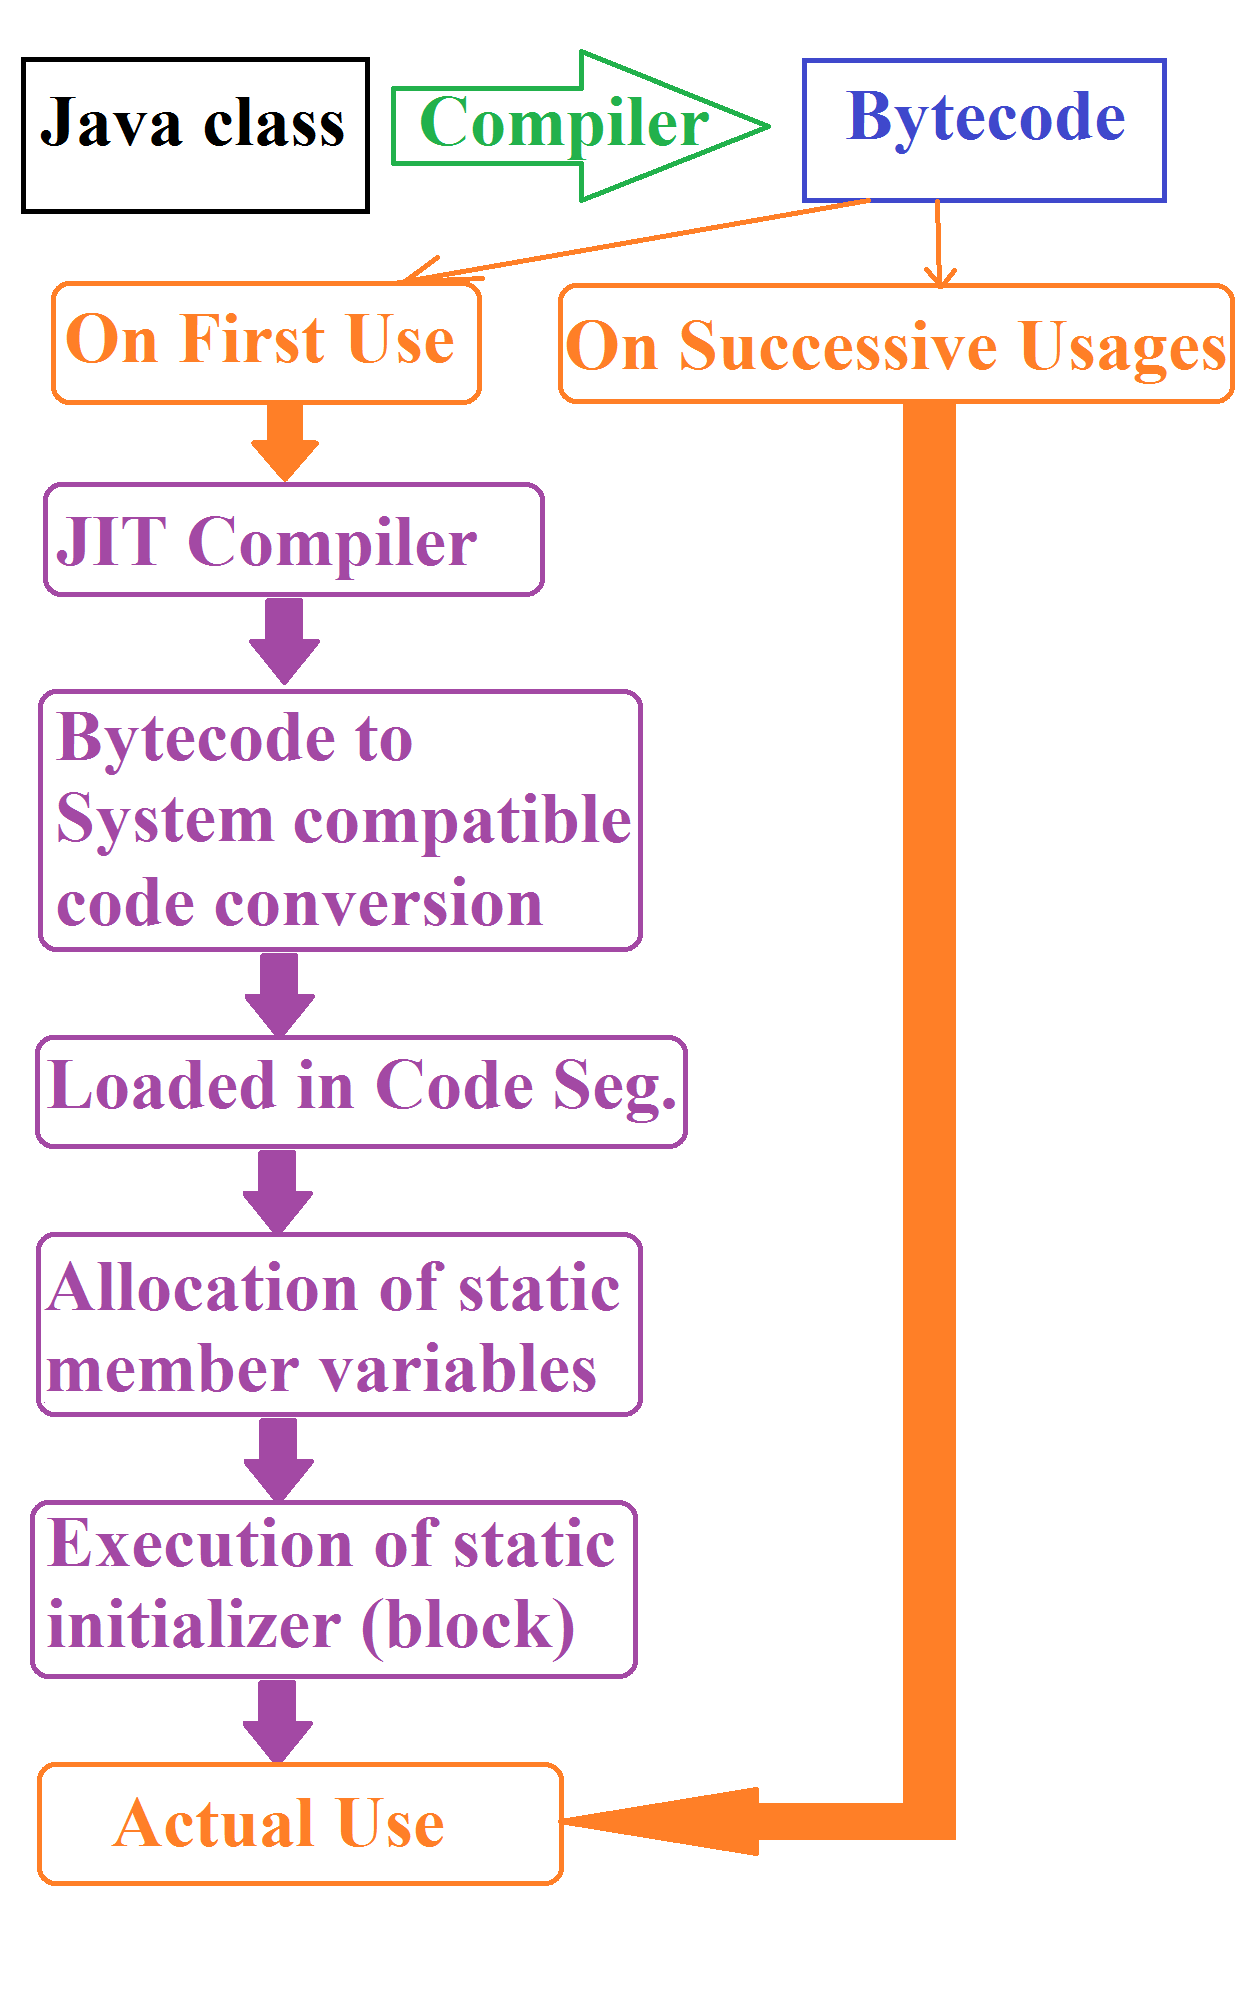 Java class
Compiler
Bytecode
On First Use
On Successive Usages
JIT Compiler
Bytecode to
System compatible
code conversion
Loaded in Code Seg.
Allocation of static
member variables
Execution of static
initializer (block)
Actual Use